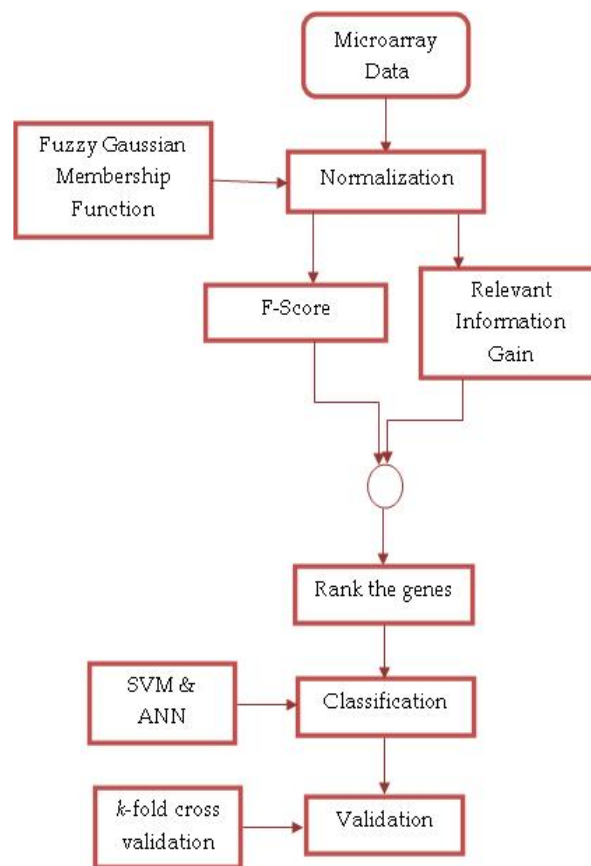 Microarray
Data
Fuzzy Gaussian
Membership
Function
Normalization
F-Score
Relevant
Information
Gain
Rank the genes
SVM &
ANN
Classification
k-fold cross
validation
Validation